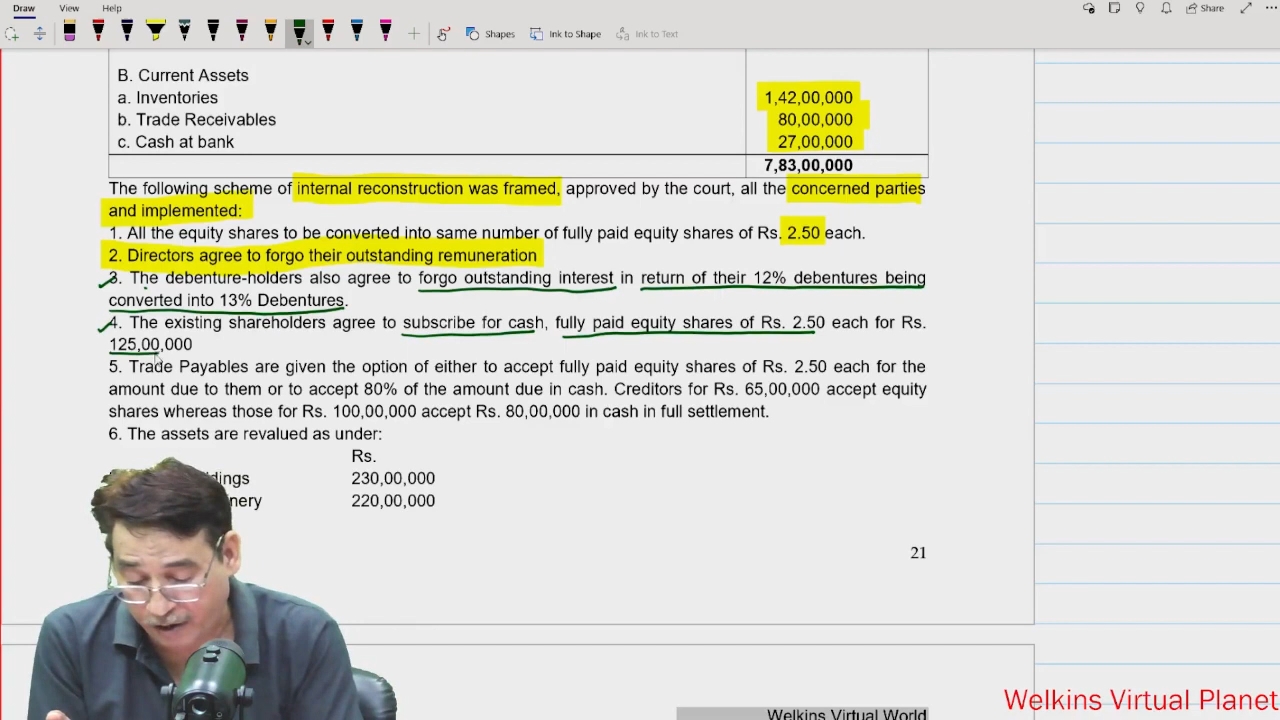 Draw View Help
Shapes Ink to Shape Ink to Text Share
B. Current Assets
a. Inventories 1,42,00,000
b. Trade Receivables 80,00,000
c. Cash at bank 27,00,000
7,83,00,000
The following scheme of internal reconstruction was framed, approved by the court, all the concerned parties
and implemented:
1. All the equity shares to be converted into same number of fully paid equity shares of Rs. 2.50 each.
2. Directors agree to forgo their outstanding remuneration
3. The debenture-holders also agree to forgo outstanding interest in return of their 12% debentures being
converted into 13% Debentures.
4. The existing shareholders agree to subscribe for cash, fully paid equity shares of Rs. 2.50 each for Rs.
125,00,000
5. Trade Payables are given the option of either to accept fully paid equity shares of Rs. 2.50 each for the
amount due to them or to accept 80% of the amount due in cash. Creditors for Rs. 65,00,000 accept equity
shares whereas those for Rs. 100,00,000 accept Rs. 80,00,000 in cash in full settlement.
6. The assets are revalued as under:
Rs.
230,00,000
220,00,000
21
Welkins Virtual Planet
Welkins Virtual World